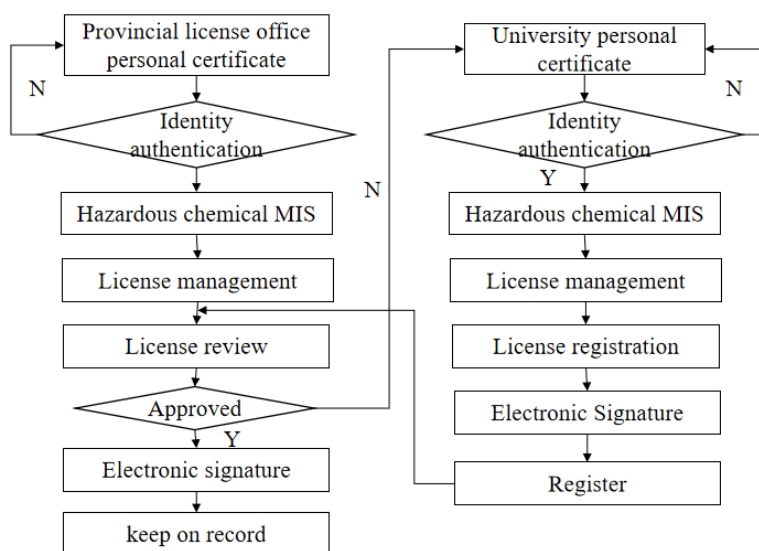 Provincial license office
personal certificate
N
Identity
authentication
Hazardous chemical MIS
License management
License review
Approved
Y
Electronic signature
keep on record
N
University personal
certificate
N
Identity
authentication
Y
Hazardous chemical MIS
License management
License registration
Electronic Signature
Register